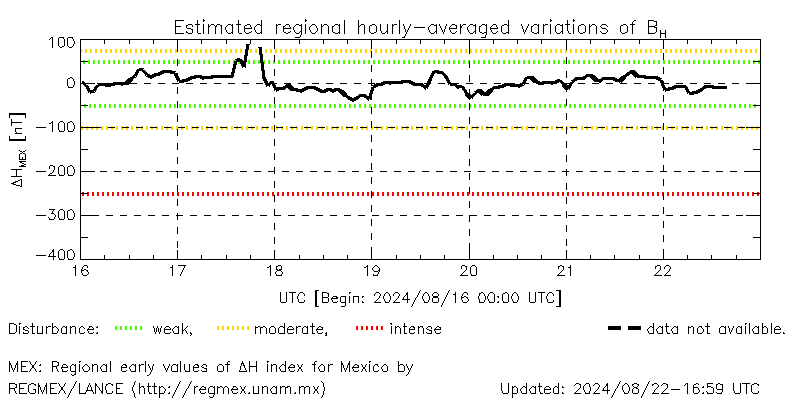 Estimated regional hourly-averaged variations of BH
100
0
-100
-200
-300
-400
ΔHMEX [nT]
16 17 18 19 20 21 22
UTC [Begin: 2024/08/16 00:00 UTC]
Disturbance: weak, moderate, intense data not available.
MEX: Regional early values of ΔH index for Mexico by
REGMEX/LANCE (http://regmex.unam.mx) Updated: 2024/08/22-16:59 UTC